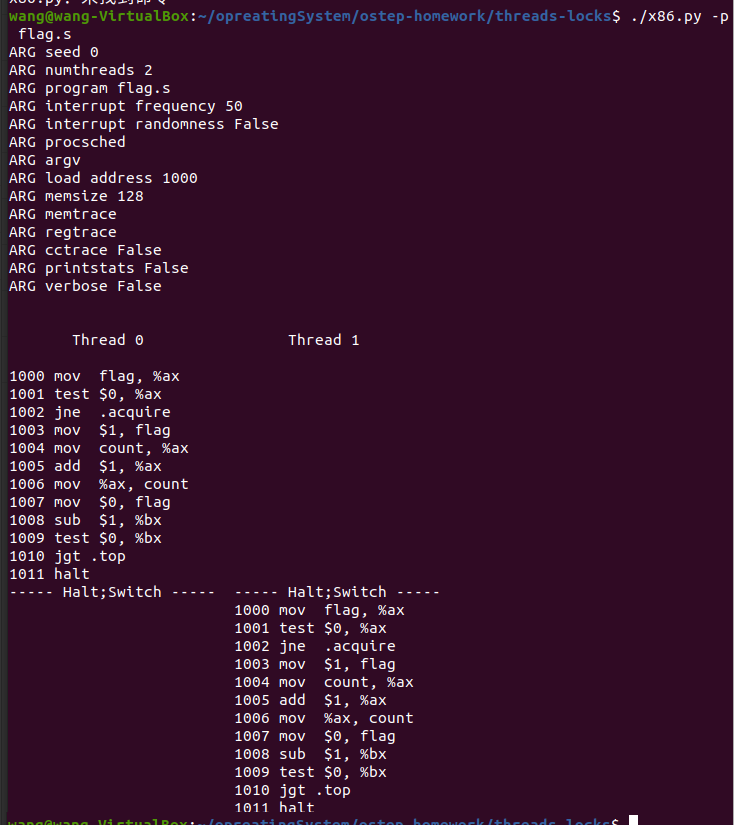 x86.py: 未找到命令
wang@wang-VirtualBox:~/opreatingSystem/ostep-homework/threads-locks$ ./x86.py -p
 flag.s
ARG seed 0
ARG numthreads 2
ARG program flag.s
ARG interrupt frequency 50
ARG interrupt randomness False
ARG procsched
ARG argv
ARG load address 1000
ARG memsize 128
ARG memtrace
ARG regtrace
ARG cctrace False
ARG printstats False
ARG verbose False
       Thread 0                Thread 1
1000 mov  flag, %ax
1001 test $0, %ax
1002 jne  .acquire
1003 mov  $1, flag
1004 mov  count, %ax
1005 add  $1, %ax
1006 mov  %ax, count
1007 mov  $0, flag
1008 sub  $1, %bx
1009 test $0, %bx
1010 jgt .top
1011 halt
----- Halt;Switch -----  ----- Halt;Switch -----
                         1000 mov  flag, %ax
                         1001 test $0, %ax
                         1002 jne  .acquire
                         1003 mov  $1, flag
                         1004 mov  count, %ax
                         1005 add  $1, %ax
                         1006 mov  %ax, count
                         1007 mov  $0, flag
                         1008 sub  $1, %bx
                         1009 test $0, %bx
                         1010 jgt .top
                         1011 halt
wang@wang-VirtualBox:~/opreatingSystem/ostep-homework/threads-locks$